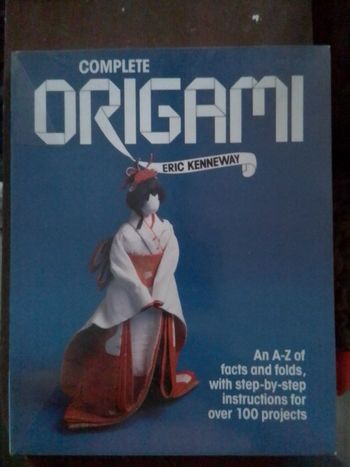 COMPLETE
ORIGAMI
ERIC KENNEWAY
An A-Z of
facts and folds,
with step-by-step
instructions for
over 100 projects